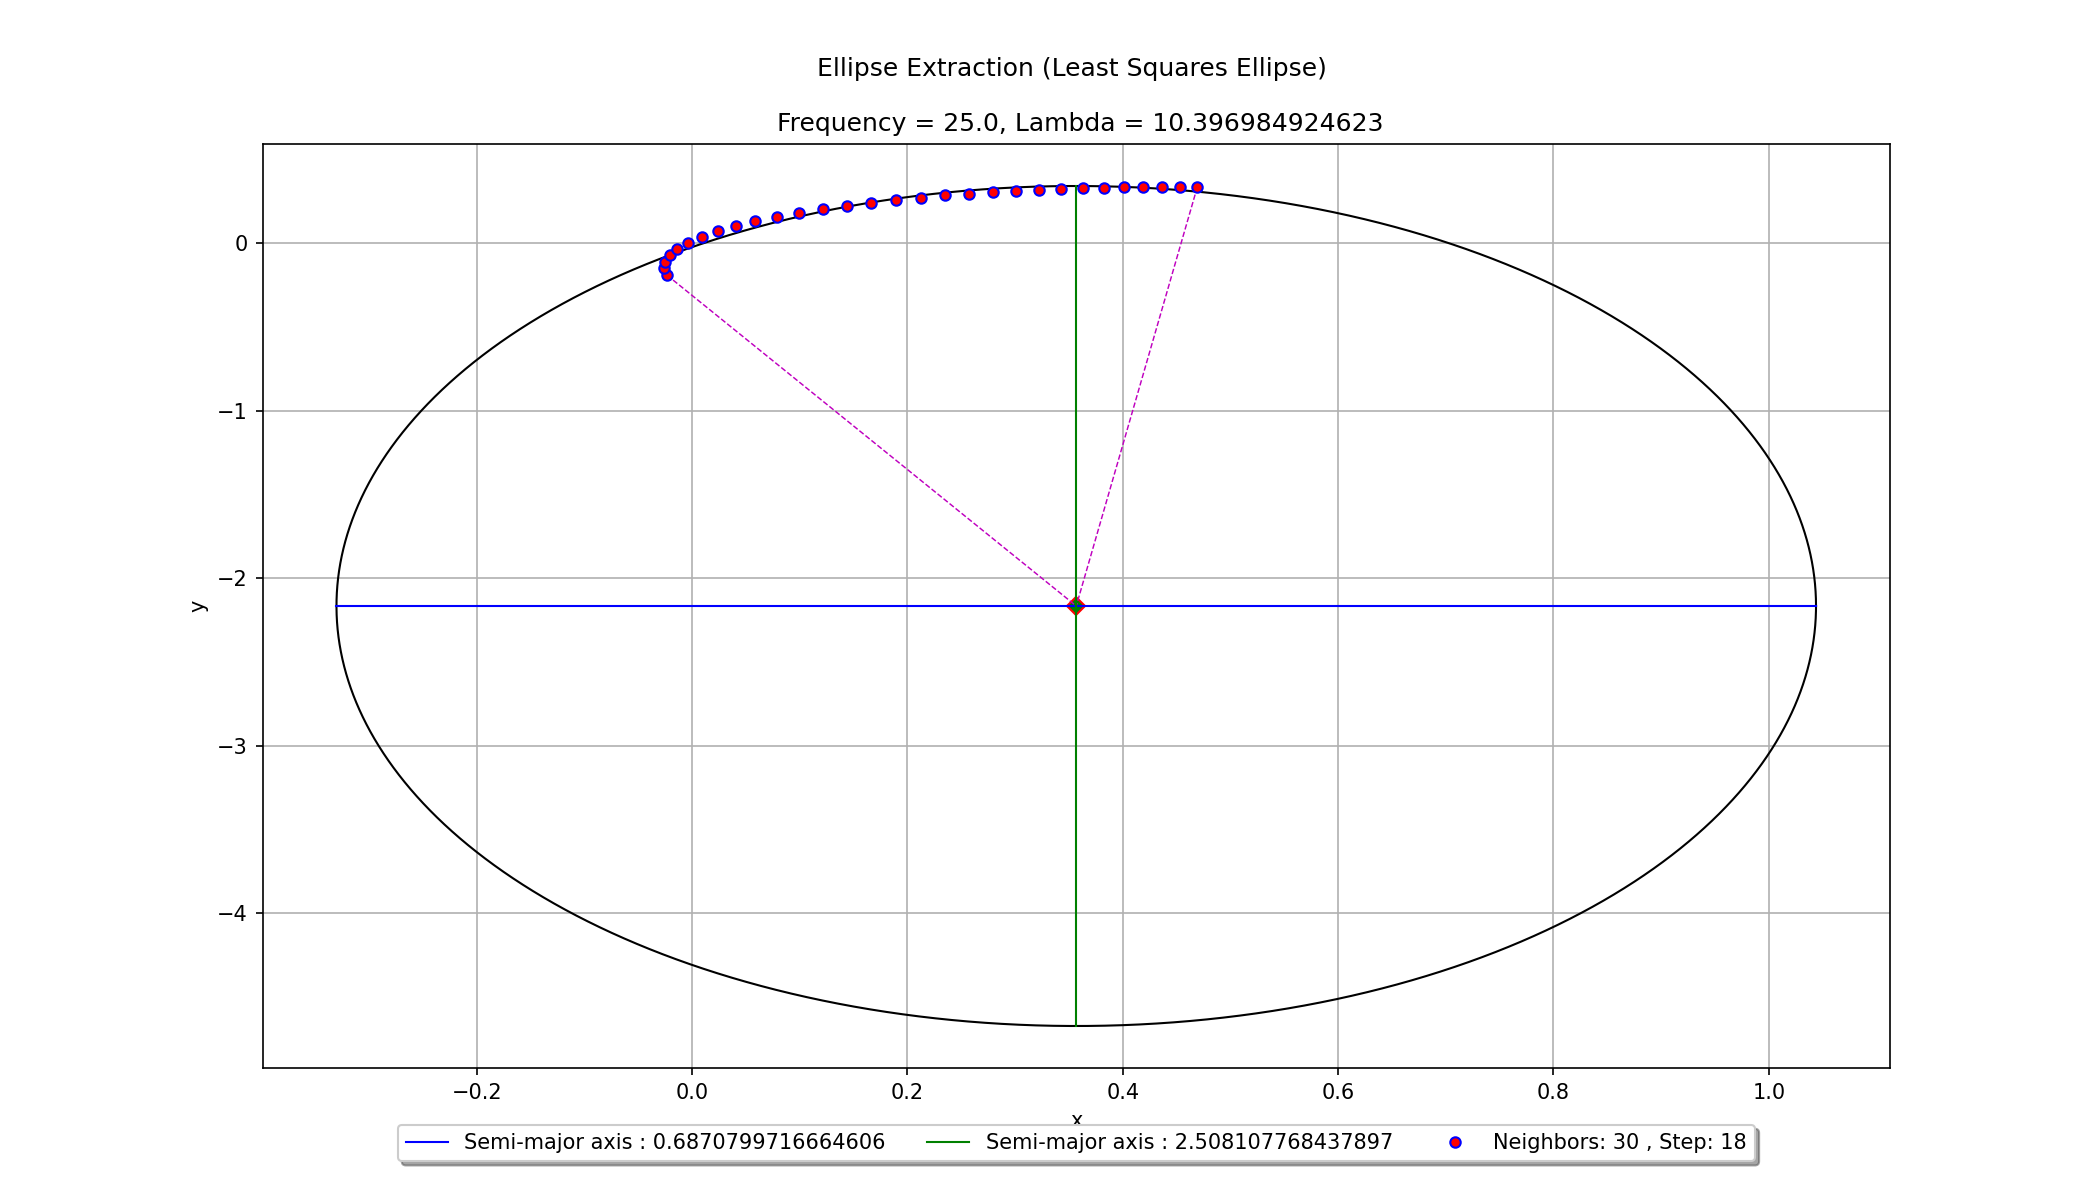 Ellipse Extraction (Least Squares Ellipse)
Frequency = 25.0, Lambda = 10.396984924623
0
−1
−2
−3
−4
y
−0.2 0.0 0.2 0.4 0.6 0.8 1.0
x
Semi-major axis : 0.6870799716664606 Semi-major axis : 2.508107768437897 Neighbors: 30 , Step: 18